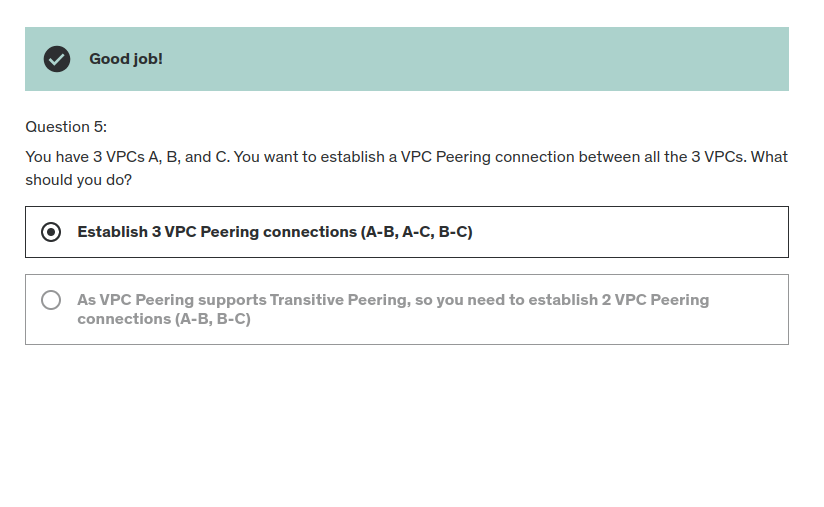 Good job!
Question 5:
You have 3 VPCs A, B, and C. You want to establish a VPC Peering connection between all the 3 VPCs. What
should you do?
Establish 3 VPC Peering connections (A-B, A-C, B-C)
As VPC Peering supports Transitive Peering, so you need to establish 2 VPC Peering
connections (A-B, B-C)